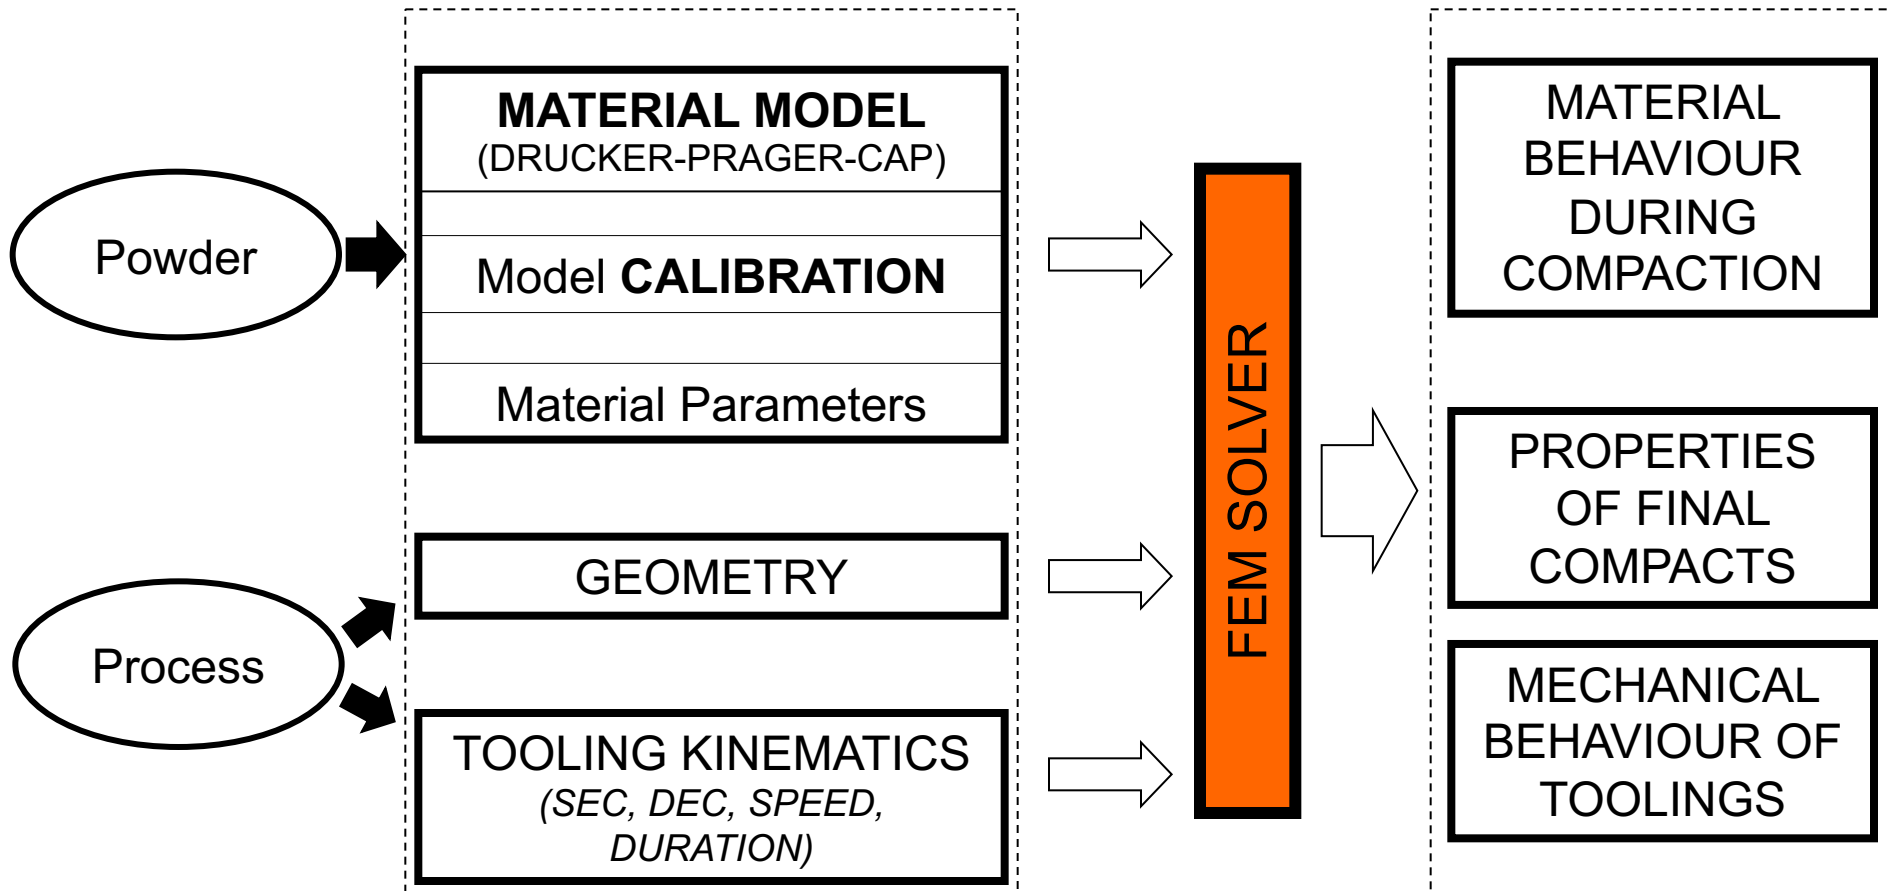 Powder
Process
MATERIAL MODEL
(DRUCKER-PRAGER-CAP)
Model CALIBRATION
Material Parameters
GEOMETRY
TOOLING KINEMATICS
(SEC, DEC, SPEED,
DURATION)
FEM SOLVER
MATERIAL
BEHAVIOUR
DURING
COMPACTION
PROPERTIES
OF FINAL
COMPACTS
MECHANICAL
BEHAVIOUR OF
TOOLINGS